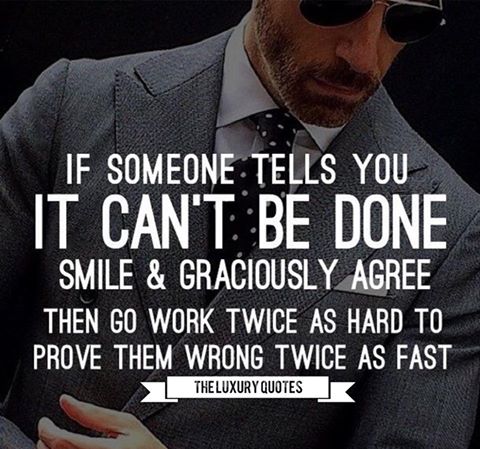 IF SOMEONE TELLS YOU
IT CAN'T BE DONE
SMILE & GRACIOUSLY AGREE
THEN GO WORK TWICE AS HARD TO
PROVE THEM WRONG TWICE AS FAST
THE LUXURY QUOTES